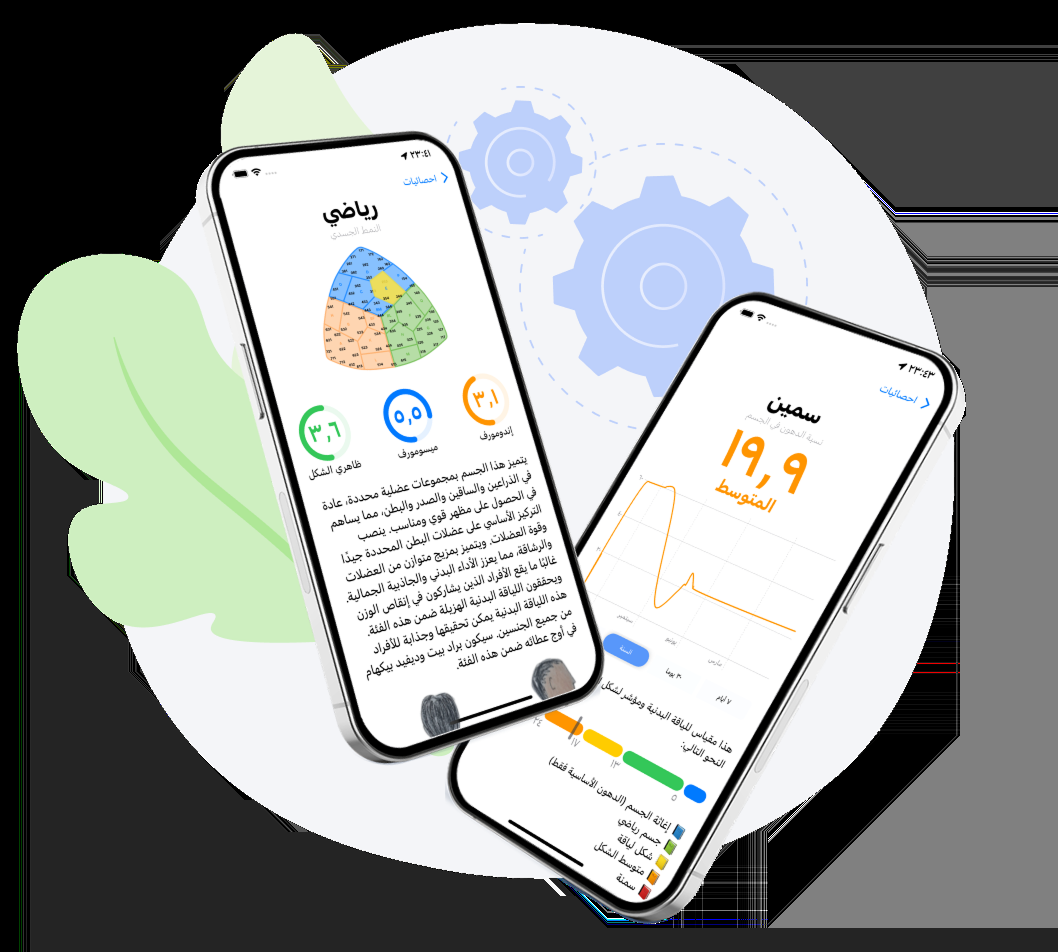 ٢٣:٤١
احصائيات
رياضي
النمط الجسدي
٣,١
٥,٥
٣,٦
إندومورف
ميسومورف
ظاهري الشكل
يتميز هذا الجسم بمجموعات عضلية محددة، عادة
في الذراعين والساقين والصدر والبطن، مما يساهم
في الحصول على مظهر قوي ومناسب. ينصب
التركيز الأساسي على عضلات البطن المحددة جيدًا
وقوة العضلات. ويتميز بمزيج متوازن من العضلات
والرشاقة، مما يعزز الأداء البدني والجاذبية الجمالية.
غالبًا ما يقع الأفراد الذين يشاركون في إنقاص الوزن
ويحققون اللياقة البدنية الهزيلة ضمن هذه الفئة.
هذه اللياقة البدنية يمكن تحقيقها وجذابة للأفراد
من جميع الجنسين. سيكون براد بيت وديفيد بيكهام
في أوج عطائه ضمن هذه الفئة.
٢٣:٤٣
احصائيات
سمين
نسبة الدهون في الجسم
١٩,٩
المتوسط
سبتمبر
يونيو
مارس
السنة
٣٠ يوما
٧ أيام
هذا مقياس للياقة البدنية ومؤشر لشكل
النحو التالي:
٢٤
١٧
١٣
٥
إغاثة الجسم (الدهون الأساسية فقط)
جسم رياضي
شكل لياقة
متوسط الشكل
سمنة